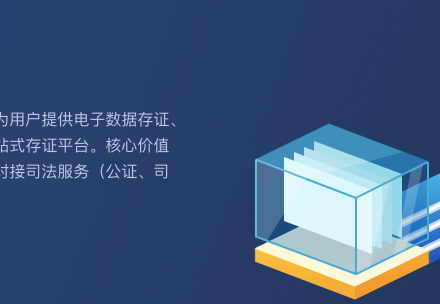 为用户提供电子数据存证、
站式存证平台。核心价值
对接司法服务（公证、司